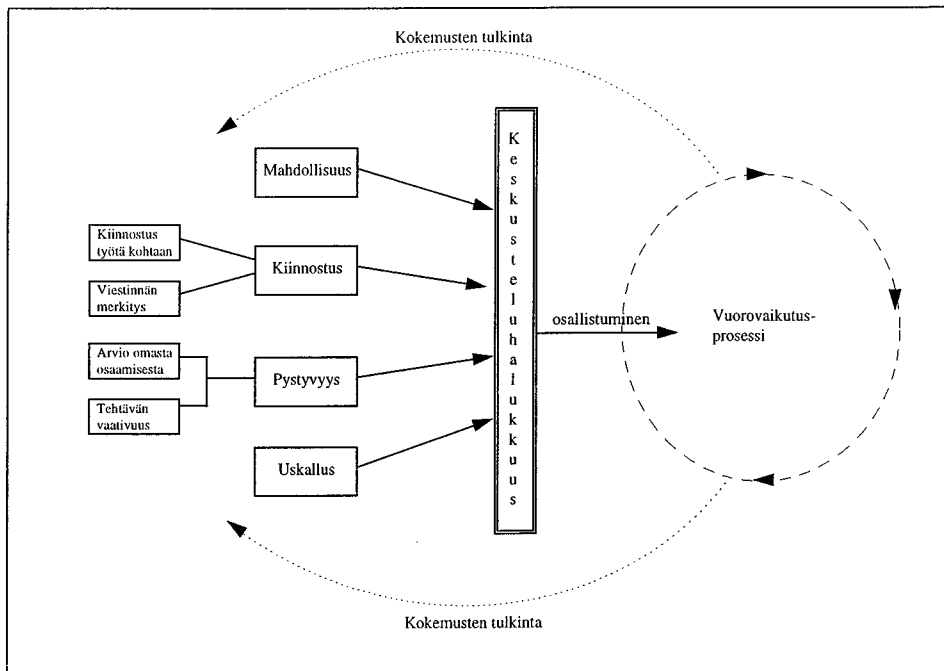 Kokemusten tulkinta
Mahdollisuus
Kiinnostus
työtä kohtaan
Viestinnän
merkitys
Kiinnostus
Arvio omasta
osaamisesta
Tehtävän
vaativuus
Pystyvyys
Uskallus
Keskusteluhalukkuus
osallistuminen
Vuorovaikutus-
prosessi
Kokemusten tulkinta